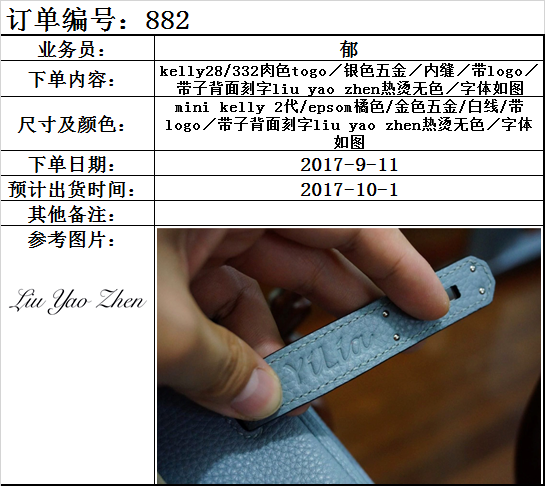 订单编号：882
业务员：
郁
下单内容：
kelly28/332肉色togo／银色五金／内缝／带logo／
带子背面刻字liu yao zhen热烫无色／字体如图
尺寸及颜色：
mini kelly 2代/epsom橘色/金色五金/白线/带
logo／带子背面刻字liu yao zhen热烫无色／字体
如图
下单日期：
2017-9-11
预计出货时间：
2017-10-1
其他备注：
参考图片：
Liu Yao Zhen
ViLia